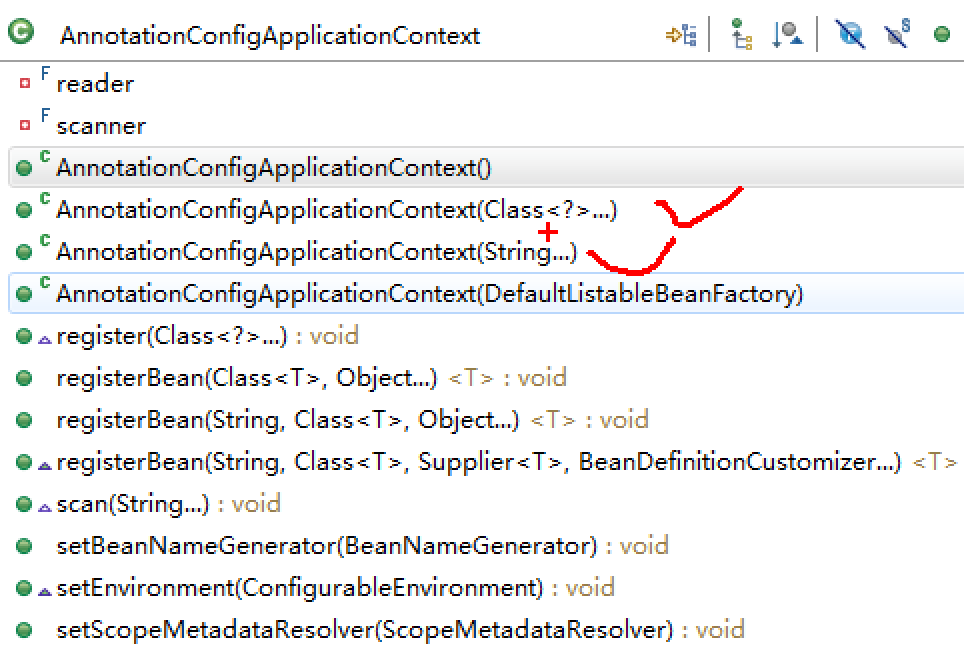 AnnotationConfigApplicationContext
reader
scanner
AnnotationConfigApplicationContext()
AnnotationConfigApplicationContext(Class<?>...)
AnnotationConfigApplicationContext(String...)
AnnotationConfigApplicationContext(DefaultListableBeanFactory)
register(Class<?>...) : void
registerBean(Class<T>, Object...) <T> : void
registerBean(String, Class<T>, Object...) <T> : void
registerBean(String, Class<T>, Supplier<T>, BeanDefinitionCustomizer...) <T>
scan(String...) : void
setBeanNameGenerator(BeanNameGenerator) : void
setEnvironment(ConfigurableEnvironment) : void
setScopeMetadataResolver(ScopeMetadataResolver) : void